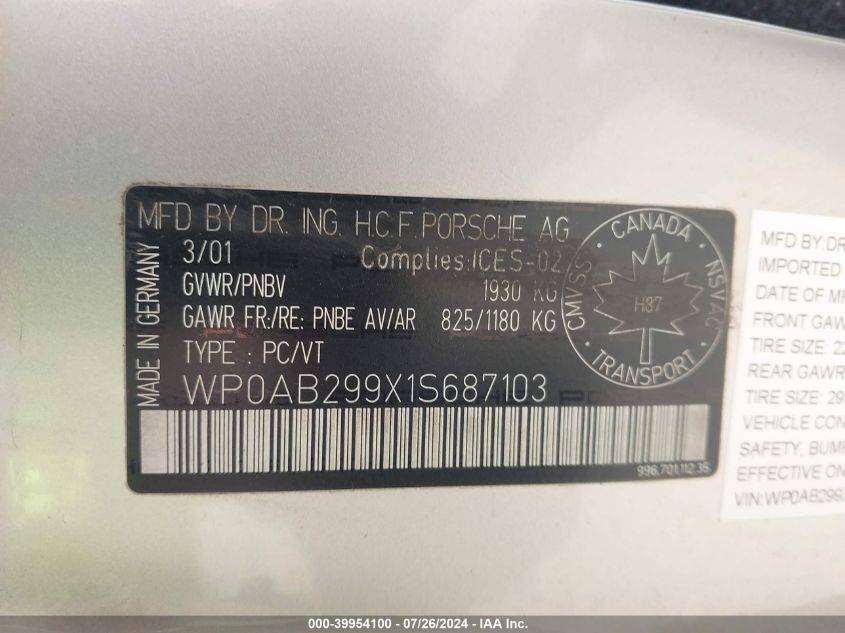 MFD BY DR. ING. H.C.F. PORSCHE AG
3/01 Complies:ICES-02
GVWR/PNBV 1930 KG
GAWR FR:/RE: PNBE AV/AR 825/1180 KG
TYPE : PC/VT
WP0AB299X1S687103
996.701.112.35
MADE IN GERMANY
CANADA
CMVSS
NSVAC
H87
TRANSPORT
MFD BY:DR
IMPORTED
DATE OF MF
FRONT GAW
TIRE SIZE: 22
REAR GAWR
TIRE SIZE: 29
VEHICLE CON
SAFETY, BUMP
EFFECTIVE ON
VIN:WP0AB299
000-39954100 - 07/26/2024 - IAA Inc.